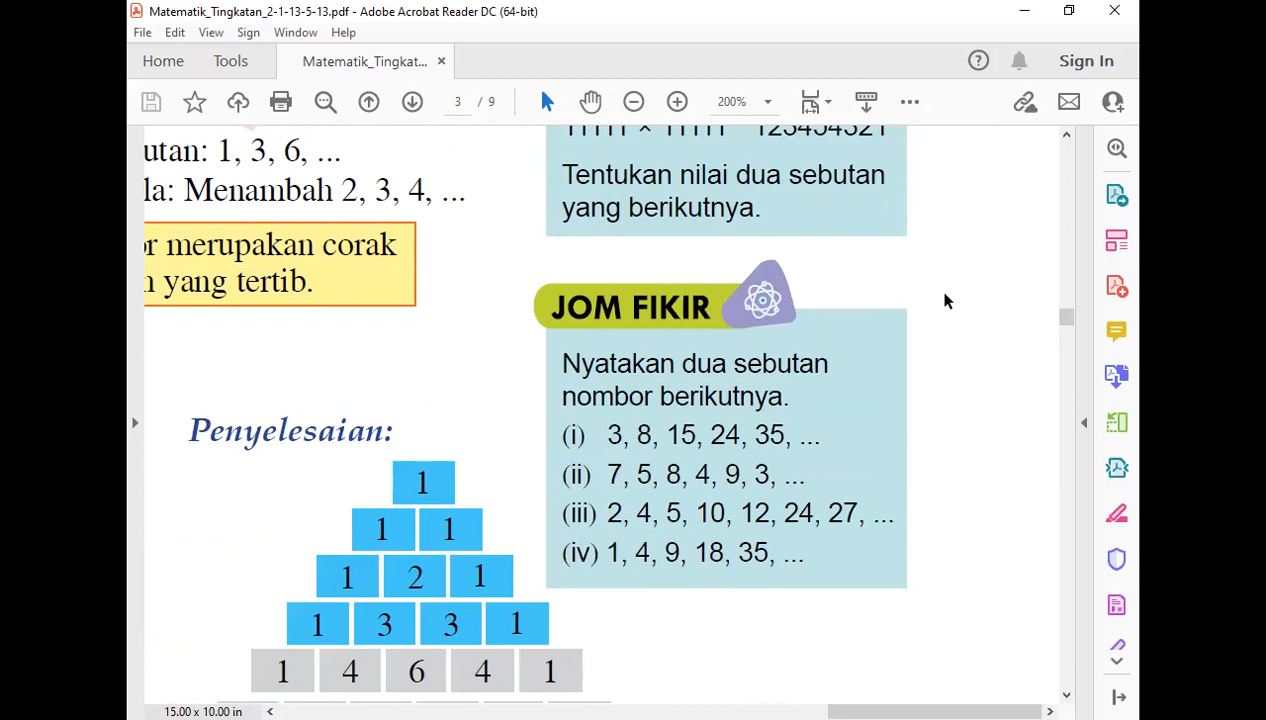 Matematik_Tingkatan_2-1-13-5-13.pdf - Adobe Acrobat Reader DC (64-bit)
File Edit View Sign Window Help
Home Tools Matematik_Tingkat... × Sign In
3 / 9 200%
utan: 1, 3, 6, ...
la: Menambah 2, 3, 4, ...
or merupakan corak
yang tertib.
11111 × 11111 123454321
Tentukan nilai dua sebutan
yang berikutnya.
JOM FIKIR
Nyatakan dua sebutan
nombor berikutnya.
(i) 3, 8, 15, 24, 35, ...
(ii) 7, 5, 8, 4, 9, 3, ...
(iii) 2, 4, 5, 10, 12, 24, 27, ...
(iv) 1, 4, 9, 18, 35, ...
Penyelesaian:
1
1 1
1 2 1
1 3 3 1
1 4 6 4 1
15.00 x 10.00 in